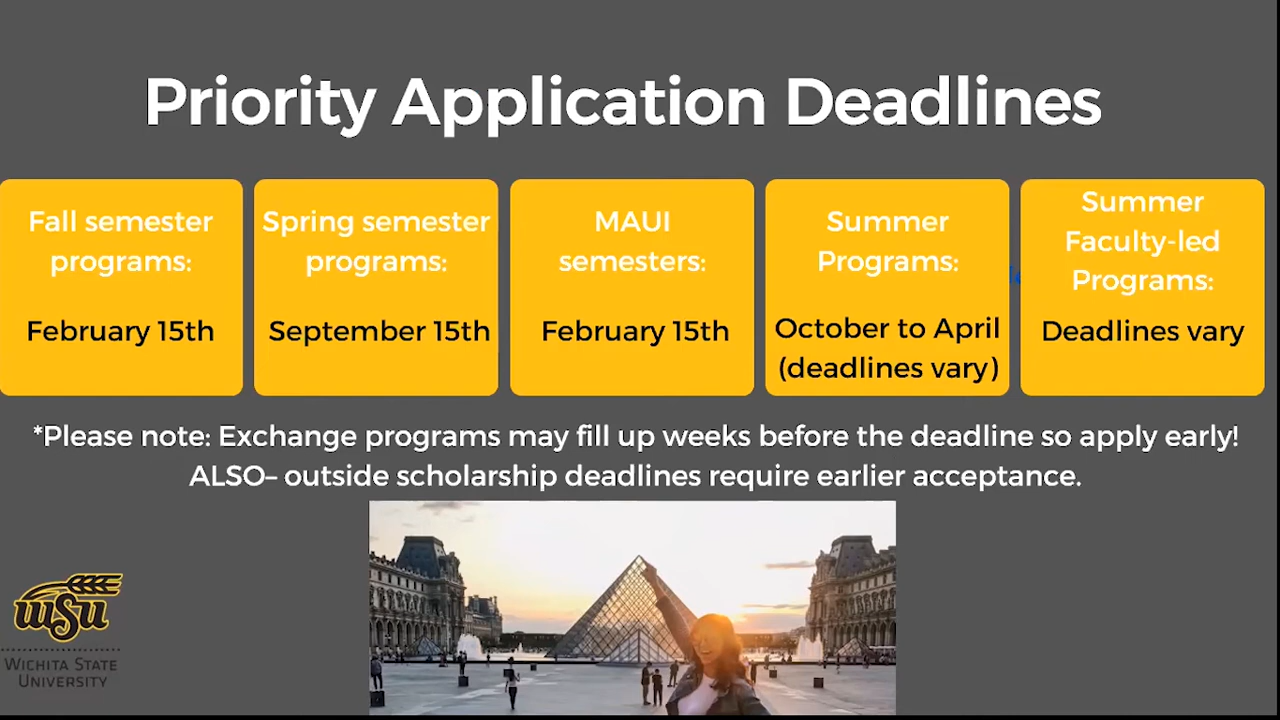 Priority Application Deadlines
Fall semester
programs:
February 15th
Spring semester
programs:
September 15th
MAUI
semesters:
February 15th
Summer
Programs:
October to April
(deadlines vary)
Summer
Faculty-led
Programs:
Deadlines vary
*Please note: Exchange programs may fill up weeks before the deadline so apply early!
ALSO– outside scholarship deadlines require earlier acceptance.
WSU
WICHITA STATE
UNIVERSITY